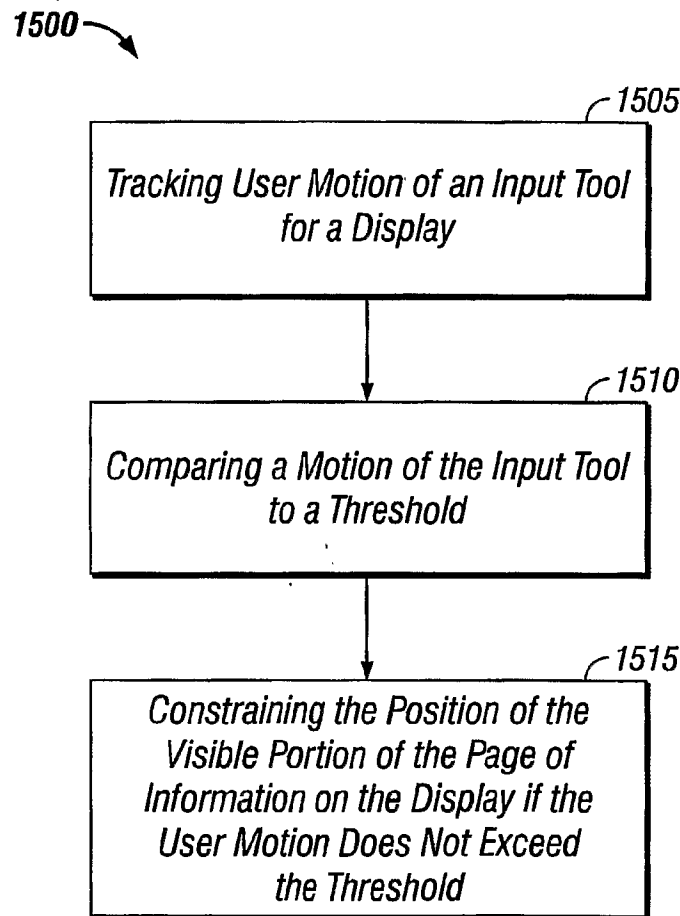 1500
1505
Tracking User Motion of an Input Tool
for a Display
1510
Comparing a Motion of the Input Tool
to a Threshold
1515
Constraining the Position of the
Visible Portion of the Page of
Information on the Display if the
User Motion Does Not Exceed
the Threshold